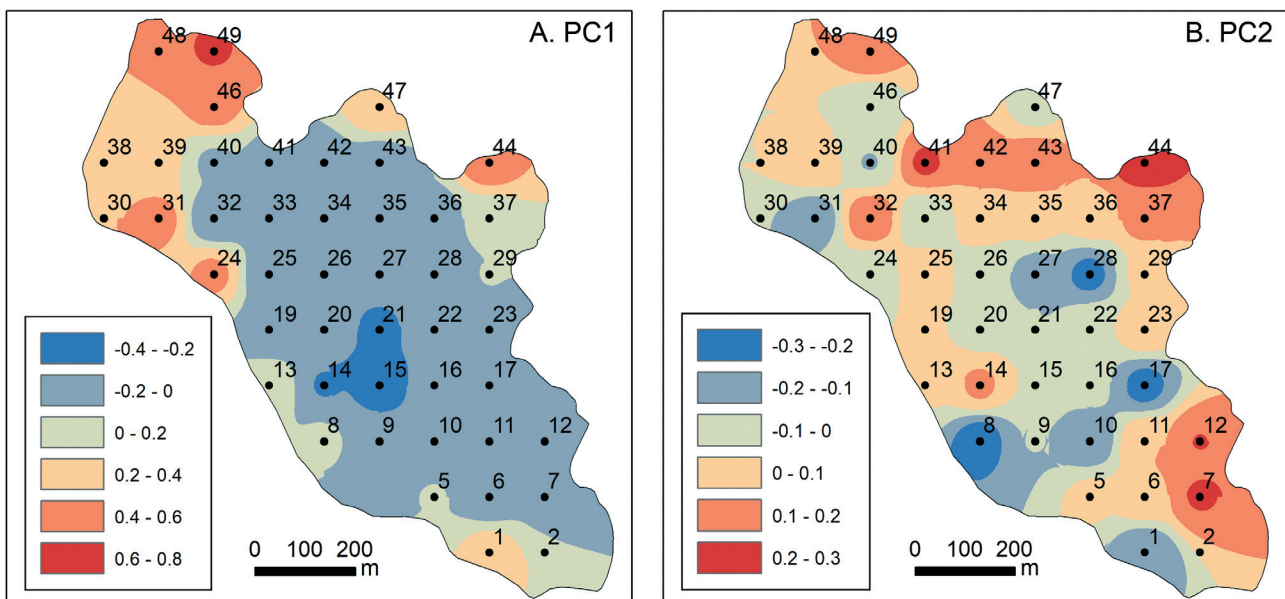 A. PC1
48 49
46 47
38 39 40 41 42 43 44
30 31 32 33 34 35 36 37
24 25 26 27 28 29
19 20 21 22 23
13 14 15 16 17
8 9 10 11 12
5 6 7
1 2
-0.4 - -0.2
-0.2 - 0
0 - 0.2
0.2 - 0.4
0.4 - 0.6
0.6 - 0.8
0 100 200
m
B. PC2
48 49
46 47
38 39 40 41 42 43 44
30 31 32 33 34 35 36 37
24 25 26 27 28 29
19 20 21 22 23
13 14 15 16 17
8 9 10 11 12
5 6 7
1 2
-0.3 - -0.2
-0.2 - -0.1
-0.1 - 0
0 - 0.1
0.1 - 0.2
0.2 - 0.3
0 100 200
m